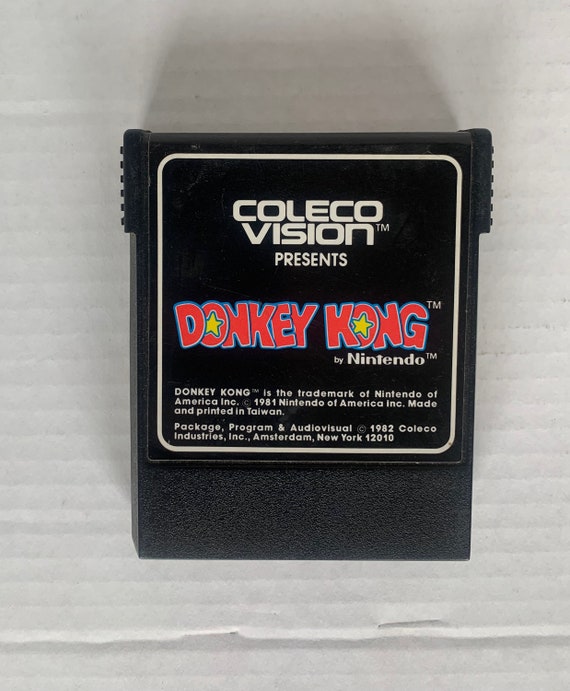 COLECO
VISION™
PRESENTS
DONKEY KONG™
by Nintendo™
DONKEY KONG™ is the trademark of Nintendo of
America Inc. © 1981 Nintendo of America Inc. Made
and printed in Taiwan.
Package, Program & Audiovisual © 1982 Coleco
Industries, Inc., Amsterdam, New York 12010